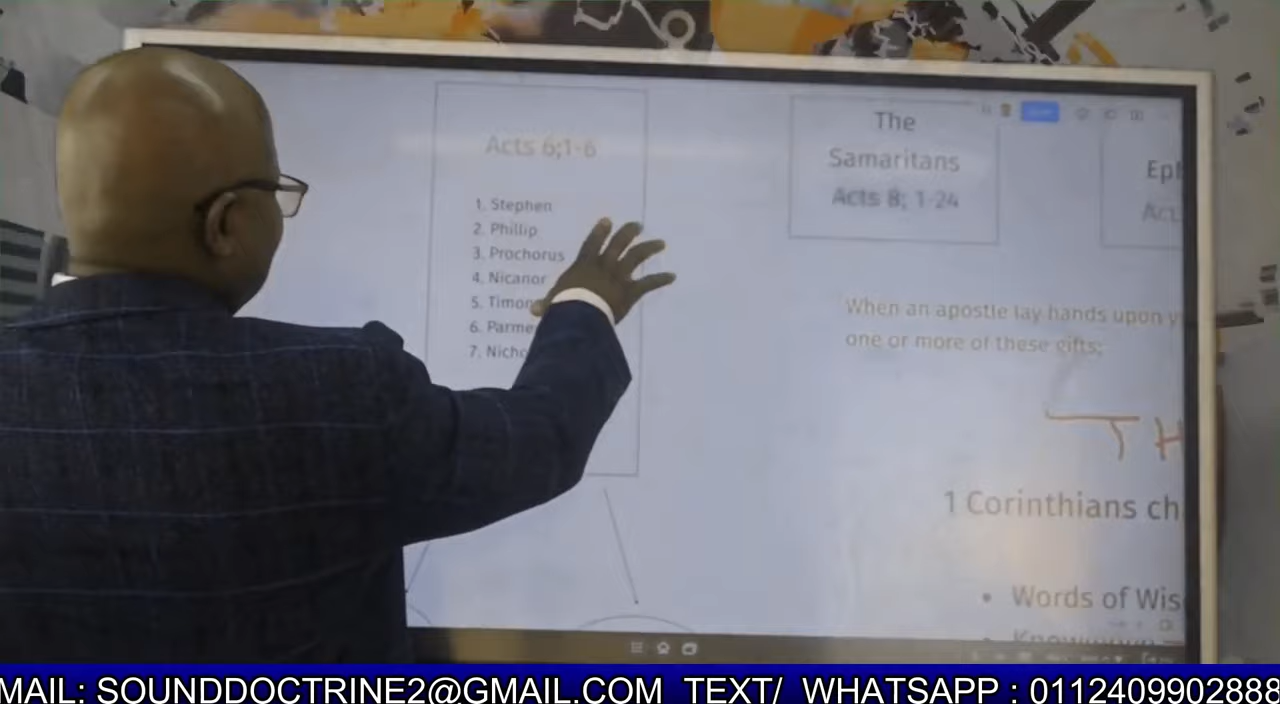 Acts 6;1-6
1. Stephen
2. Phillip
3. Prochorus
4. Nicanor
5. Timon
6. Parme
7. Nicho
The
Samaritans
Acts 8; 1-24
Eph
Act
When an apostle lay hands upon y
one or more of these gifts;
TH
1 Corinthians ch
• Words of Wis
MAIL: SOUNDDOCTRINE2@GMAIL.COM TEXT/ WHATSAPP : 0112409902888